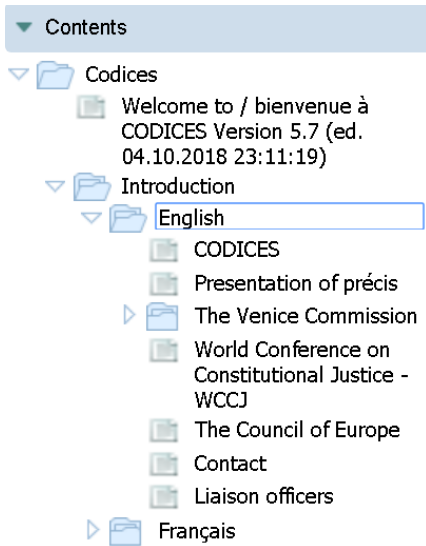 Contents
Codices
Welcome to / bienvenue à
CODICES Version 5.7 (ed.
04.10.2018 23:11:19)
Introduction
English
CODICES
Presentation of précis
The Venice Commission
World Conference on
Constitutional Justice -
WCCJ
The Council of Europe
Contact
Liaison officers
Français